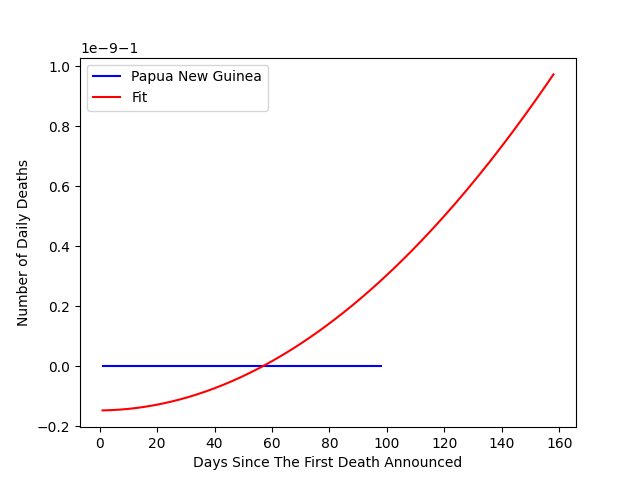 1e−9−1
1.0
0.8
0.6
0.4
0.2
0.0
−0.2
Number of Daily Deaths
Papua New Guinea
Fit
0 20 40 60 80 100 120 140 160
Days Since The First Death Announced